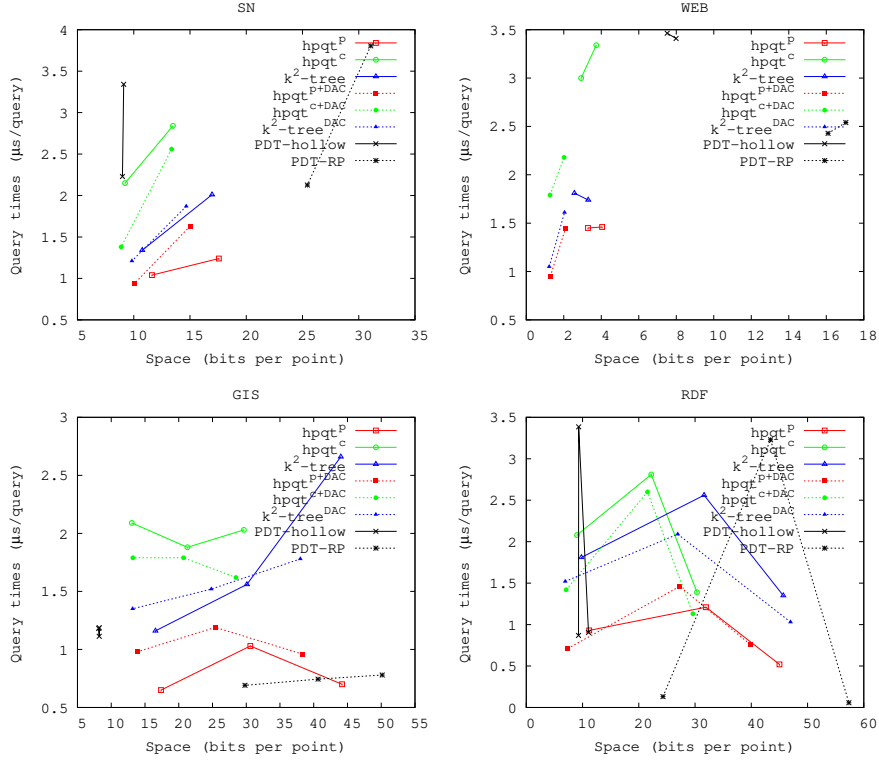 SN
4
3.5
3
2.5
2
1.5
1
0.5
Query times (μs/query)
5 10 15 20 25 30 35
Space (bits per point)
hpqt^p
hpqt^c
k^2-tree
hpqt^p+DAC
hpqt^c+DAC
k^2-tree^DAC
PDT-hollow
PDT-RP
WEB
3.5
3
2.5
2
1.5
1
0.5
Query times (μs/query)
0 2 4 6 8 10 12 14 16 18
Space (bits per point)
hpqt^p
hpqt^c
k^2-tree
hpqt^p+DAC
hpqt^c+DAC
k^2-tree^DAC
PDT-hollow
PDT-RP
GIS
3
2.5
2
1.5
1
0.5
Query times (μs/query)
5 10 15 20 25 30 35 40 45 50 55
Space (bits per point)
hpqt^p
hpqt^c
k^2-tree
hpqt^p+DAC
hpqt^c+DAC
k^2-tree^DAC
PDT-hollow
PDT-RP
RDF
3.5
3
2.5
2
1.5
1
0.5
0
Query times (μs/query)
0 10 20 30 40 50 60
Space (bits per point)
hpqt^p
hpqt^c
k^2-tree
hpqt^p+DAC
hpqt^c+DAC
k^2-tree^DAC
PDT-hollow
PDT-RP